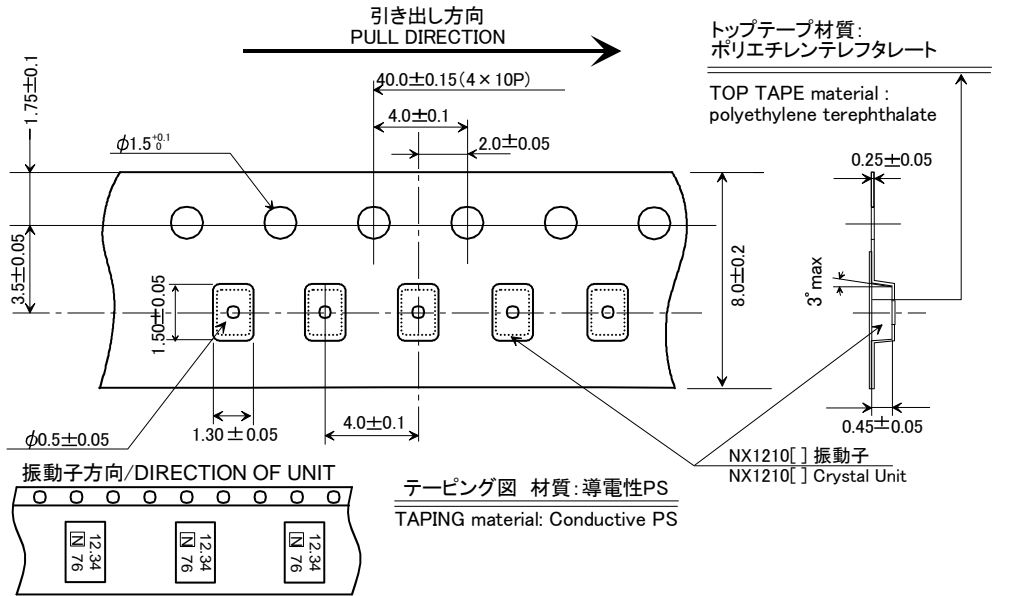 引き出し方向
PULL DIRECTION
トップテープ材質：
ポリエチレンテレフタレート
TOP TAPE material :
polyethylene terephthalate
1.75±0.1
40.0±0.15(4×10P)
4.0±0.1
2.0±0.05
φ1.5 +0.1 0
0.25±0.05
3.5±0.05
1.50±0.05
8.0±0.2
3°max
φ0.5±0.05
1.30±0.05
4.0±0.1
0.45±0.05
NX1210[ ] 振動子
NX1210[ ] Crystal Unit
振動子方向/DIRECTION OF UNIT
テーピング図 材質：導電性PS
TAPING material: Conductive PS
12.34
N 76
12.34
N 76
12.34
N 76